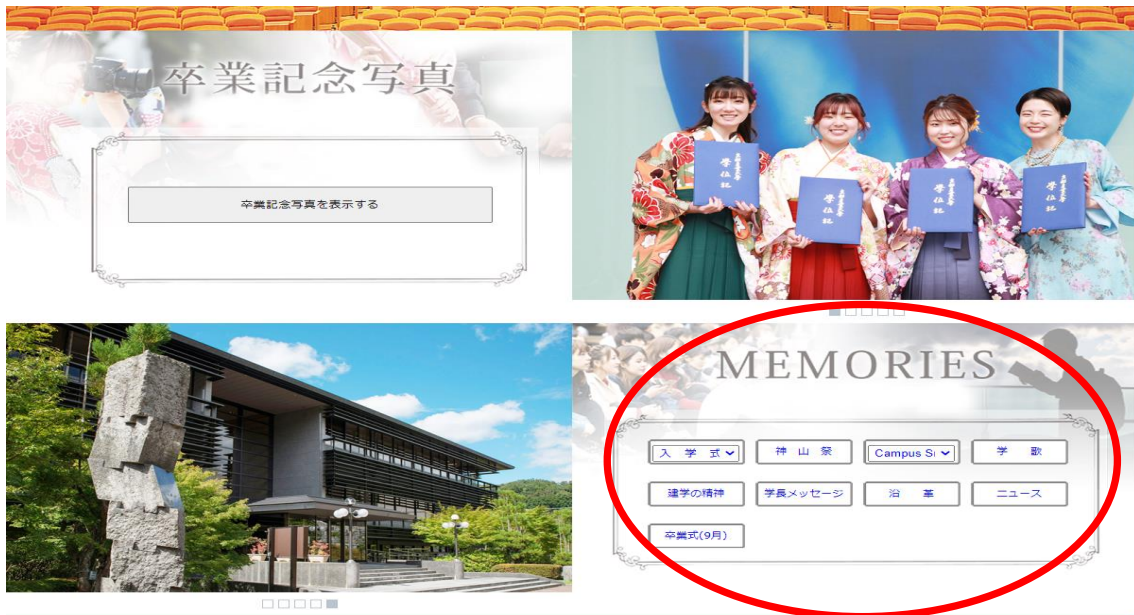 卒業記念写真
卒業記念写真を表示する
学位記
学位記
学位記
学位記
MEMORIES
入 学 式
神 山 祭
Campus S
学 歌
建学の精神
学長メッセージ
沿 革
ニュース
卒業式(9月)